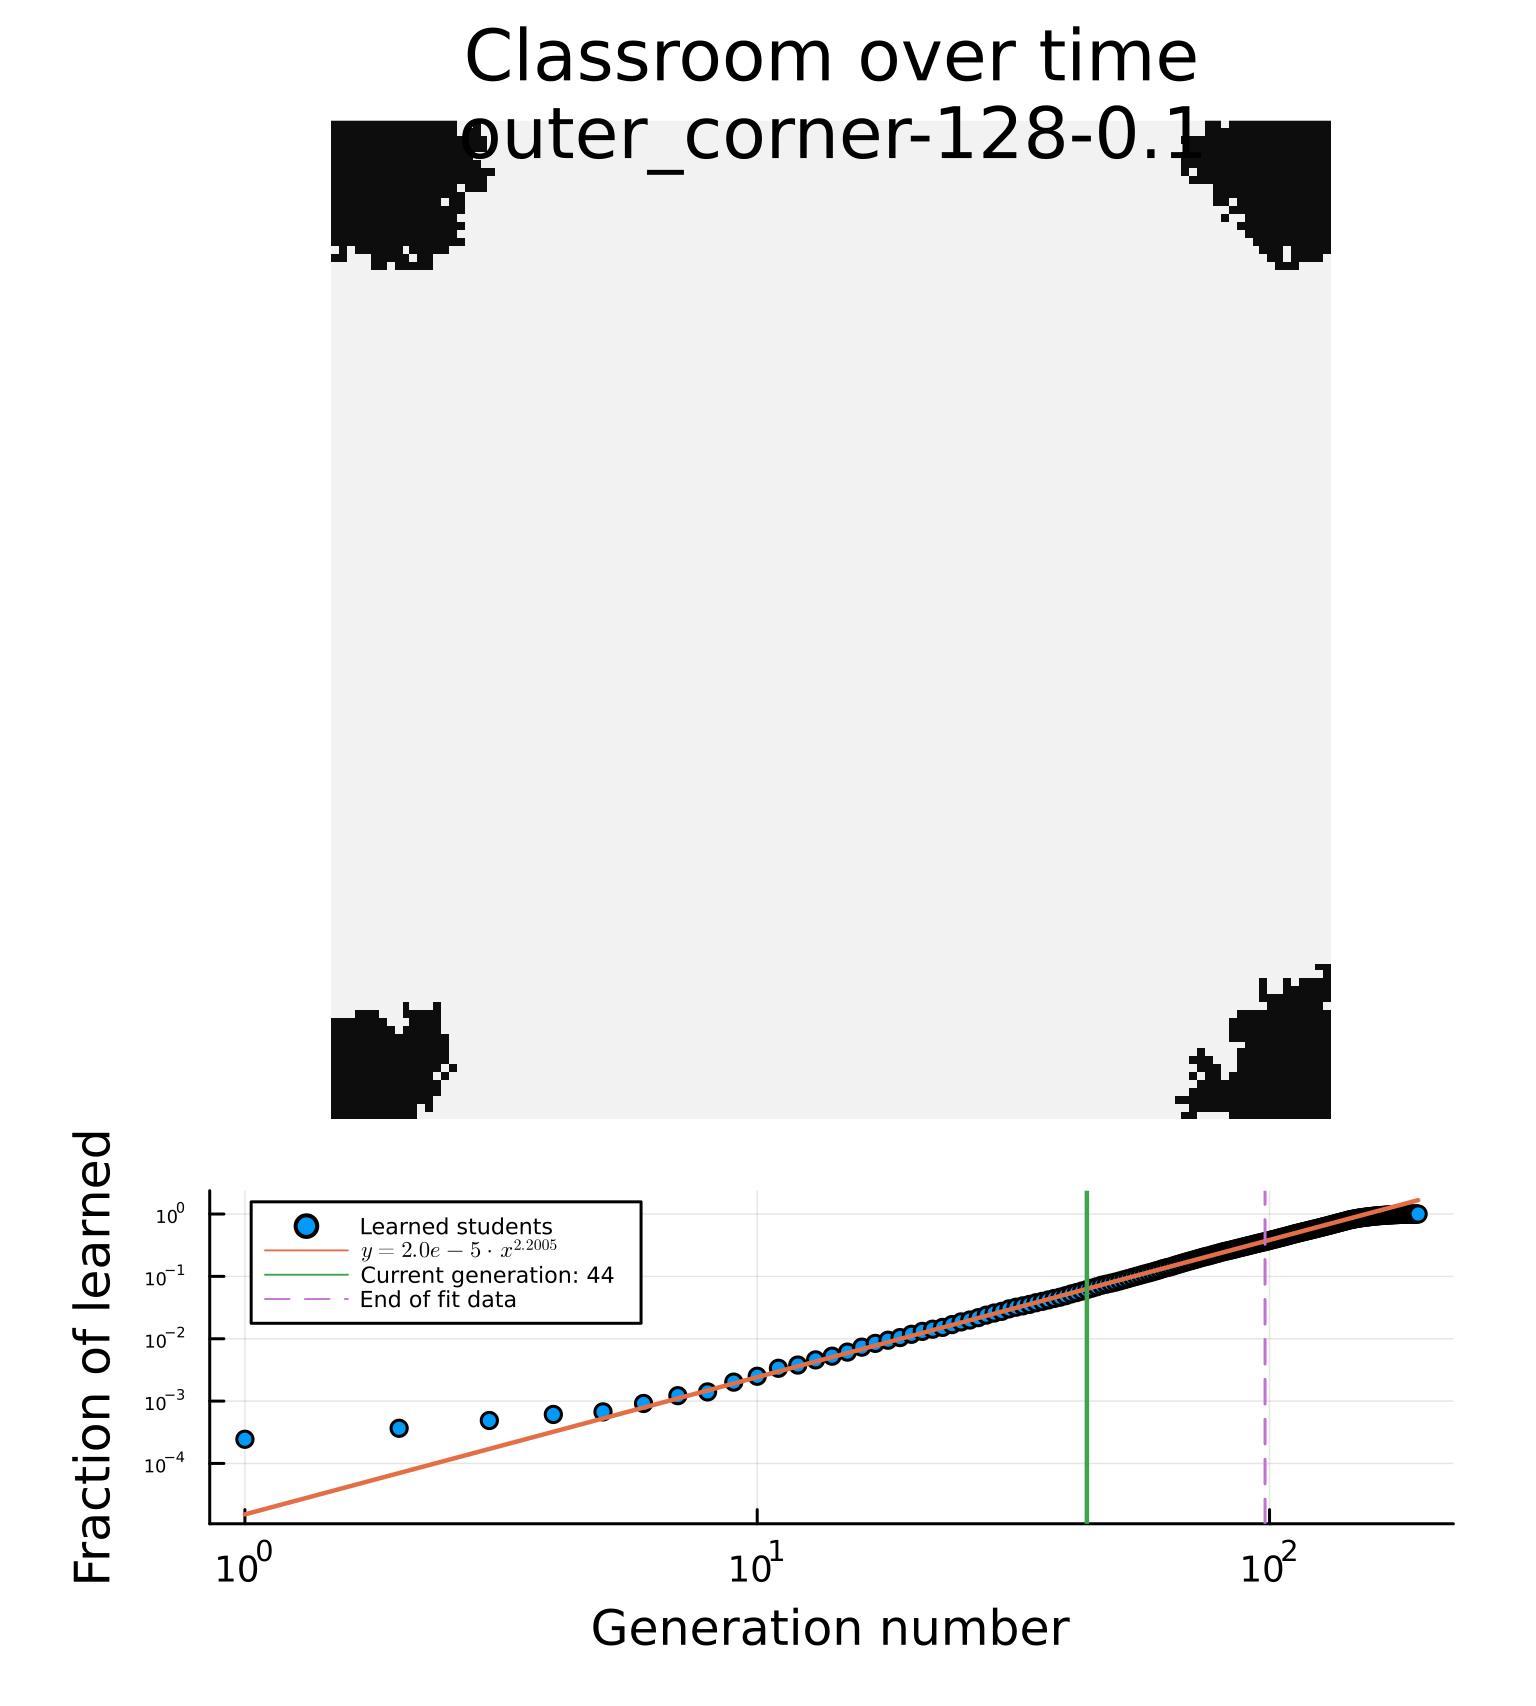 Classroom over time
outer_corner-128-0.1
Fraction of learned
10^0
10^-1
10^-2
10^-3
10^-4
Learned students
y = 2.0e − 5 · x^2.2005
Current generation: 44
End of fit data
10^0 10^1 10^2
Generation number